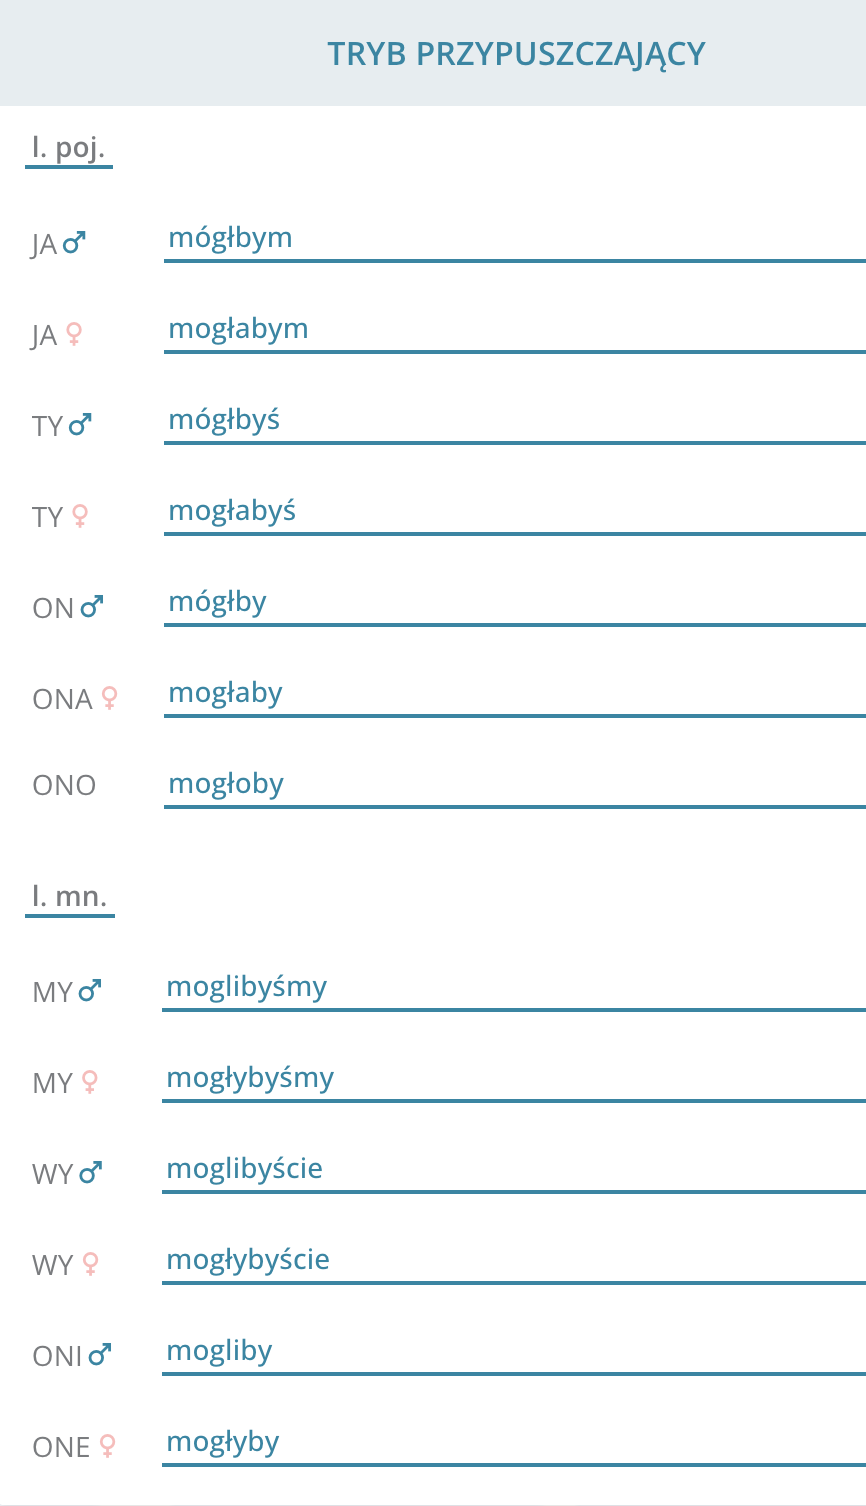 TRYB PRZYPUSZCZAJĄCY
l. poj.
JA ♂ mógłbym
JA ♀ mogłabym
TY ♂ mógłbyś
TY ♀ mogłabyś
ON ♂ mógłby
ONA ♀ mogłaby
ONO mogłoby
l. mn.
MY ♂ moglibyśmy
MY ♀ mogłybyśmy
WY ♂ moglibyście
WY ♀ mogłybyście
ONI ♂ mogliby
ONE ♀ mogłyby